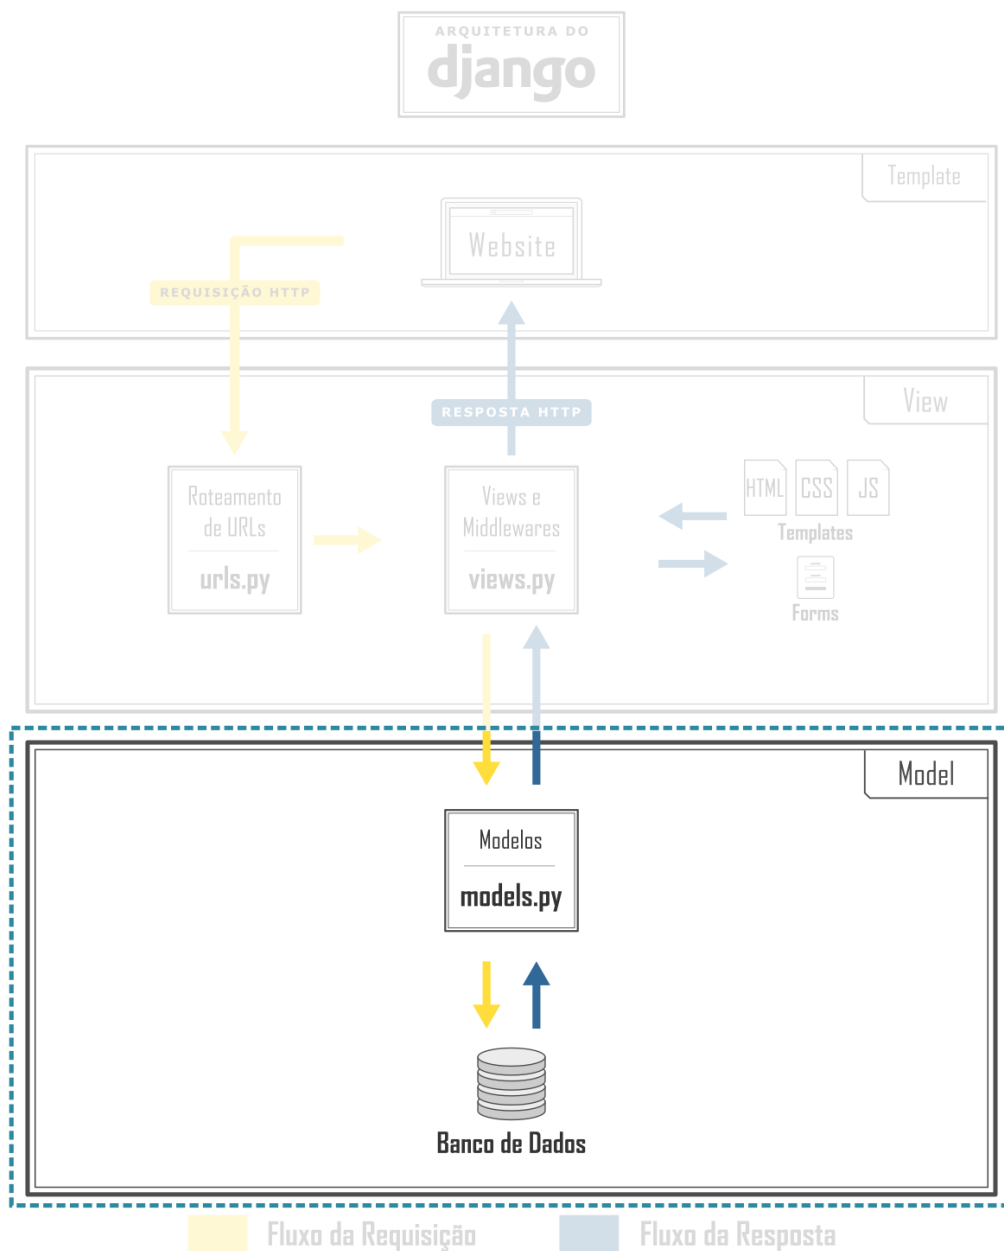 ARQUITETURA DO
django
Template
Website
REQUISIÇÃO HTTP
RESPOSTA HTTP
View
Roteamento
de URLs
urls.py
Views e
Middlewares
views.py
HTML CSS JS
Templates
Forms
Model
Modelos
models.py
Banco de Dados
Fluxo da Requisição
Fluxo da Resposta